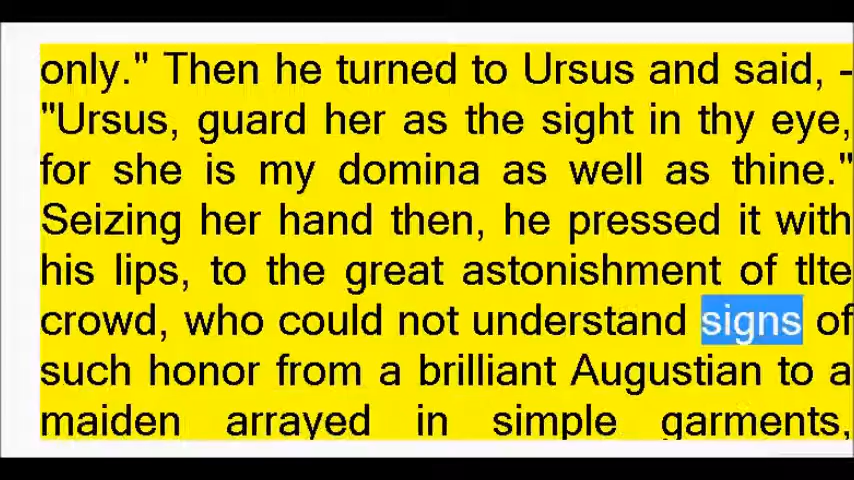 only." Then he turned to Ursus and said, -
"Ursus, guard her as the sight in thy eye,
for she is my domina as well as thine."
Seizing her hand then, he pressed it with
his lips, to the great astonishment of tlte
crowd, who could not understand signs of
such honor from a brilliant Augustian to a
maiden arrayed in simple garments,